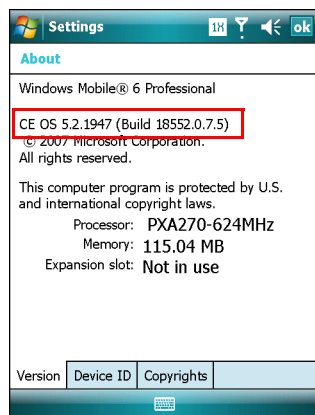 Settings
1X
ok
About
Windows Mobile® 6 Professional
CE OS 5.2.1947 (Build 18552.0.7.5)
© 2007 Microsoft Corporation.
All rights reserved.
This computer program is protected by U.S.
and international copyright laws.
Processor: PXA270-624MHz
Memory: 115.04 MB
Expansion slot: Not in use
Version Device ID Copyrights